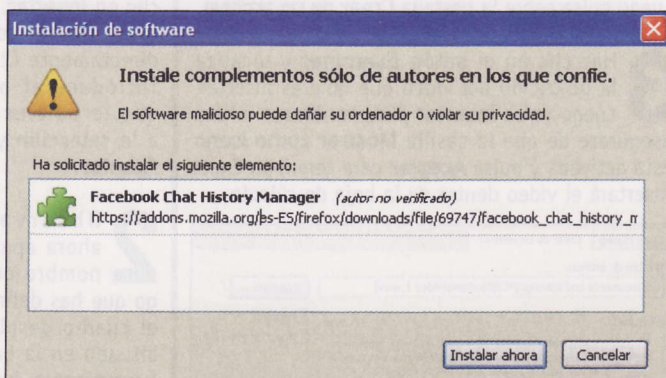 Instalación de software
Instale complementos sólo de autores en los que confíe.
El software malicioso puede dañar su ordenador o violar su privacidad.
Ha solicitado instalar el siguiente elemento:
Facebook Chat History Manager (autor no verificado)
https://addons.mozilla.org/es-ES/firefox/downloads/file/69747/facebook_chat_history_m
Instalar ahora
Cancelar